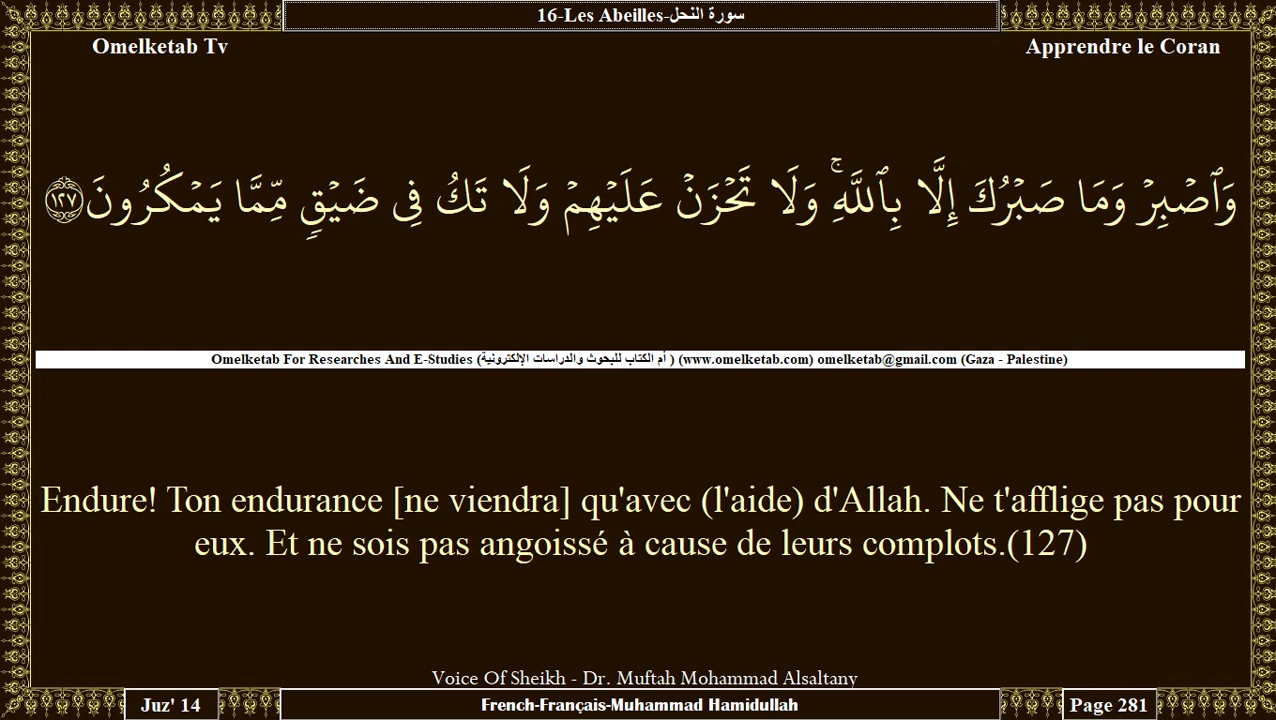 16-Les Abeilles-سورة النحل
Omelketab Tv
Apprendre le Coran
وَٱصۡبِرۡ وَمَا صَبۡرُكَ إِلَّا بِٱللَّهِۚ وَلَا تَحۡزَنۡ عَلَيۡهِمۡ وَلَا تَكُ فِى ضَيۡقٍۢ مِّمَّا يَمۡكُرُونَ ١٢٧
Omelketab For Researches And E-Studies (أم الكتاب للبحوث والدراسات الإلكترونية ) (www.omelketab.com) omelketab@gmail.com (Gaza - Palestine)
Endure! Ton endurance [ne viendra] qu'avec (l'aide) d'Allah. Ne t'afflige pas pour
eux. Et ne sois pas angoissé à cause de leurs complots.(127)
Voice Of Sheikh - Dr. Muftah Mohammad Alsaltany
Juz' 14
French-Français-Muhammad Hamidullah
Page 281